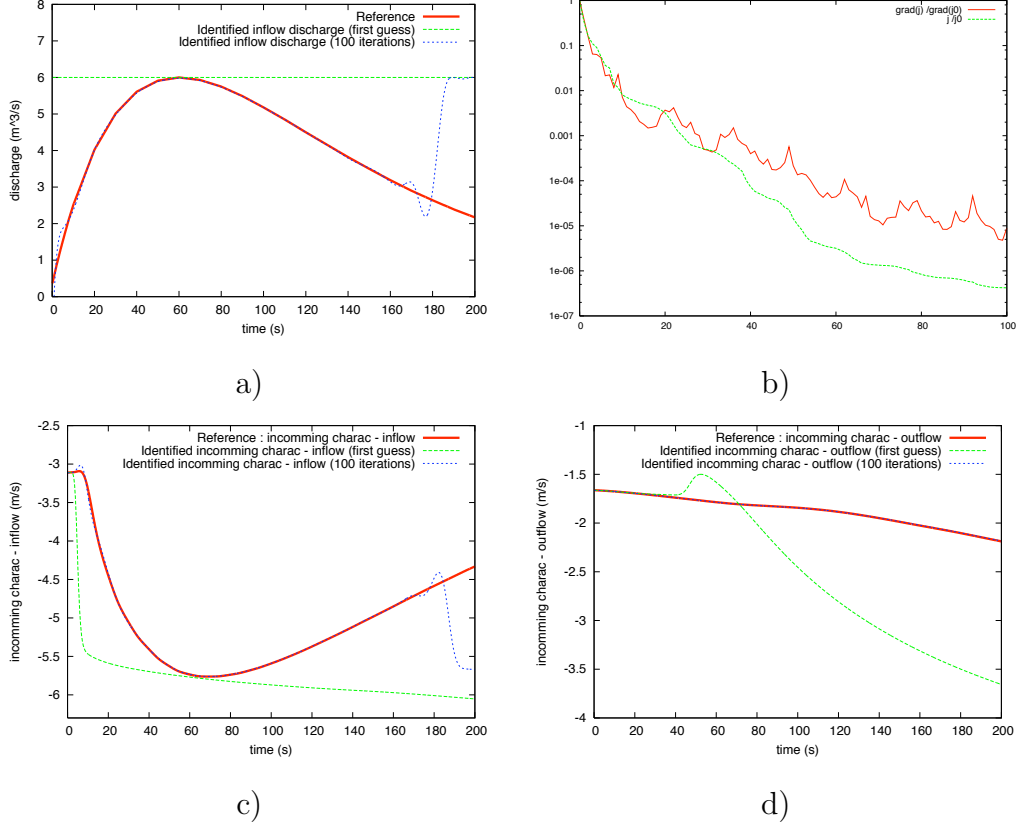 8
7
6
5
4
3
2
1
0
0 20 40 60 80 100 120 140 160 180 200
discharge (m^3/s)
time (s)
Reference
Identified inflow discharge (first guess)
Identified inflow discharge (100 iterations)
a)
1
0.1
0.01
0.001
1e-04
1e-05
1e-06
1e-07
0 20 40 60 80 100
grad(j) /grad(j0)
j /j0
b)
-2.5
-3
-3.5
-4
-4.5
-5
-5.5
-6
0 20 40 60 80 100 120 140 160 180 200
incomming charac - inflow (m/s)
time (s)
Reference : incomming charac - inflow
Identified incomming charac - inflow (first guess)
Identified incomming charac - inflow (100 iterations)
c)
-1
-1.5
-2
-2.5
-3
-3.5
-4
0 20 40 60 80 100 120 140 160 180 200
incomming charac - outflow (m/s)
time (s)
Reference : incomming charac - outflow
Identified incomming charac - outflow (first guess)
Identified incomming charac - outflow (100 iterations)
d)